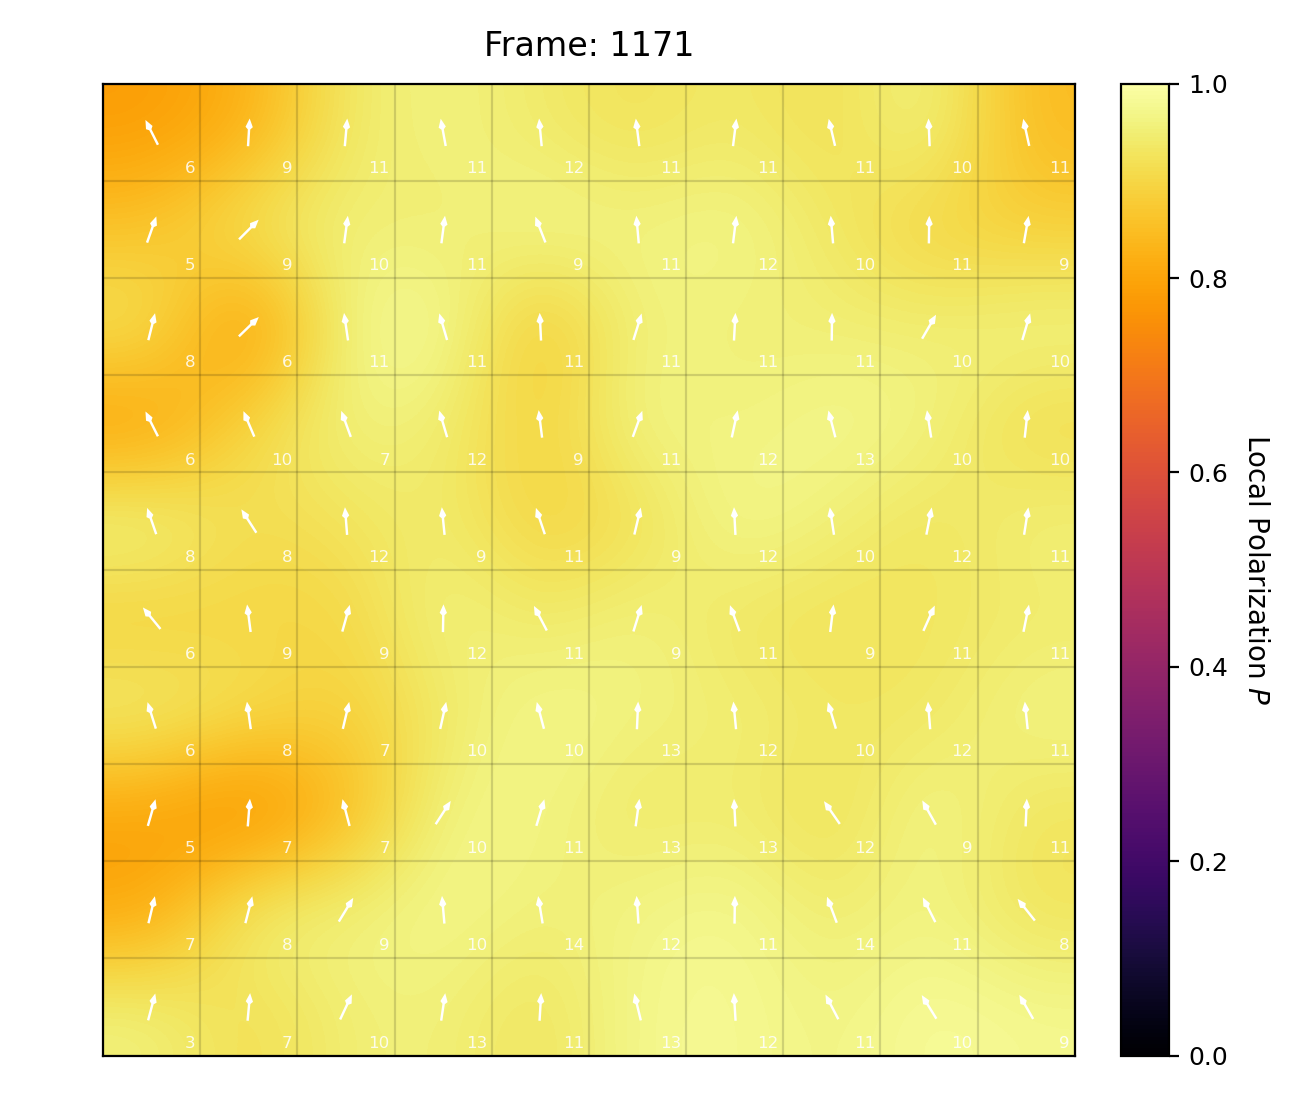 Frame: 1171
6 9 11 11 12 11 11 11 10 11
5 9 10 11 9 11 12 10 11 9
8 6 11 11 11 11 11 11 10 10
6 10 7 12 9 11 12 13 10 10
8 8 12 9 11 9 12 10 12 11
6 9 9 12 11 9 11 9 11 11
6 8 7 10 10 13 12 10 12 11
5 7 7 10 11 13 13 12 9 11
7 8 9 10 14 12 11 14 11 8
3 7 10 13 11 13 12 11 10 9
1.0
0.8
0.6
0.4
0.2
0.0
Local Polarization P